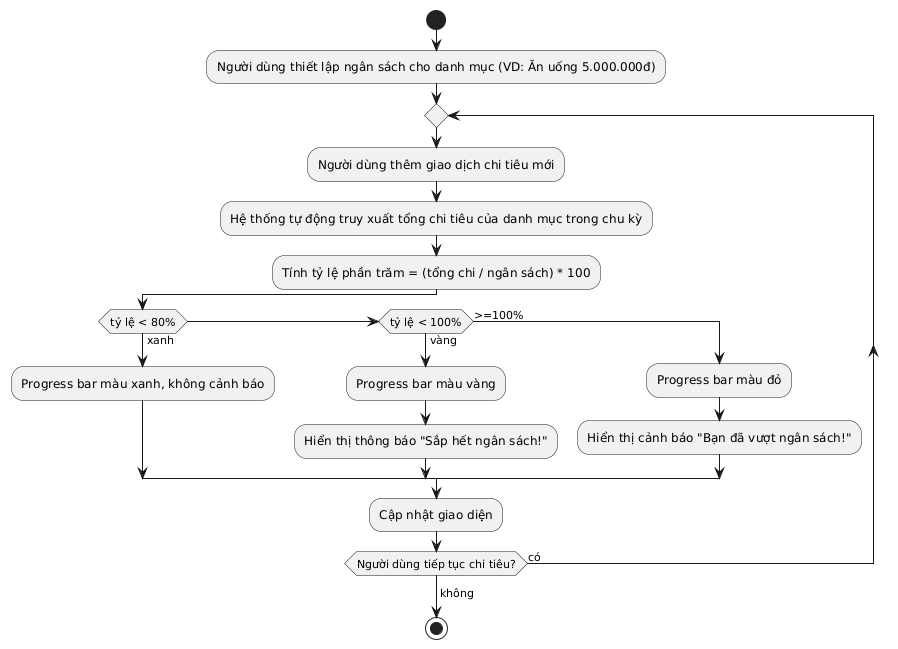 Người dùng thiết lập ngân sách cho danh mục (VD: Ăn uống 5.000.000đ)
Người dùng thêm giao dịch chi tiêu mới
Hệ thống tự động truy xuất tổng chi tiêu của danh mục trong chu kỳ
Tính tỷ lệ phần trăm = (tổng chi / ngân sách) * 100
tỷ lệ < 80%
tỷ lệ < 100%
>=100%
xanh
vàng
Progress bar màu xanh, không cảnh báo
Progress bar màu vàng
Progress bar màu đỏ
Hiển thị thông báo "Sắp hết ngân sách!"
Hiển thị cảnh báo "Bạn đã vượt ngân sách!"
Cập nhật giao diện
Người dùng tiếp tục chi tiêu?
có
không